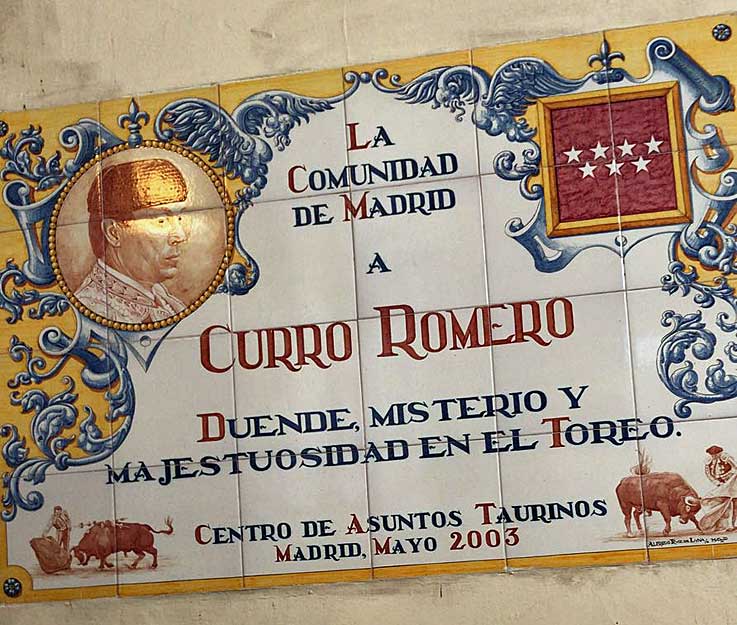 La
Comunidad
de Madrid
a
Curro Romero
Duende, misterio y
majestuosidad en el Toreo.
Centro de Asuntos Taurinos
Madrid, Mayo 2003